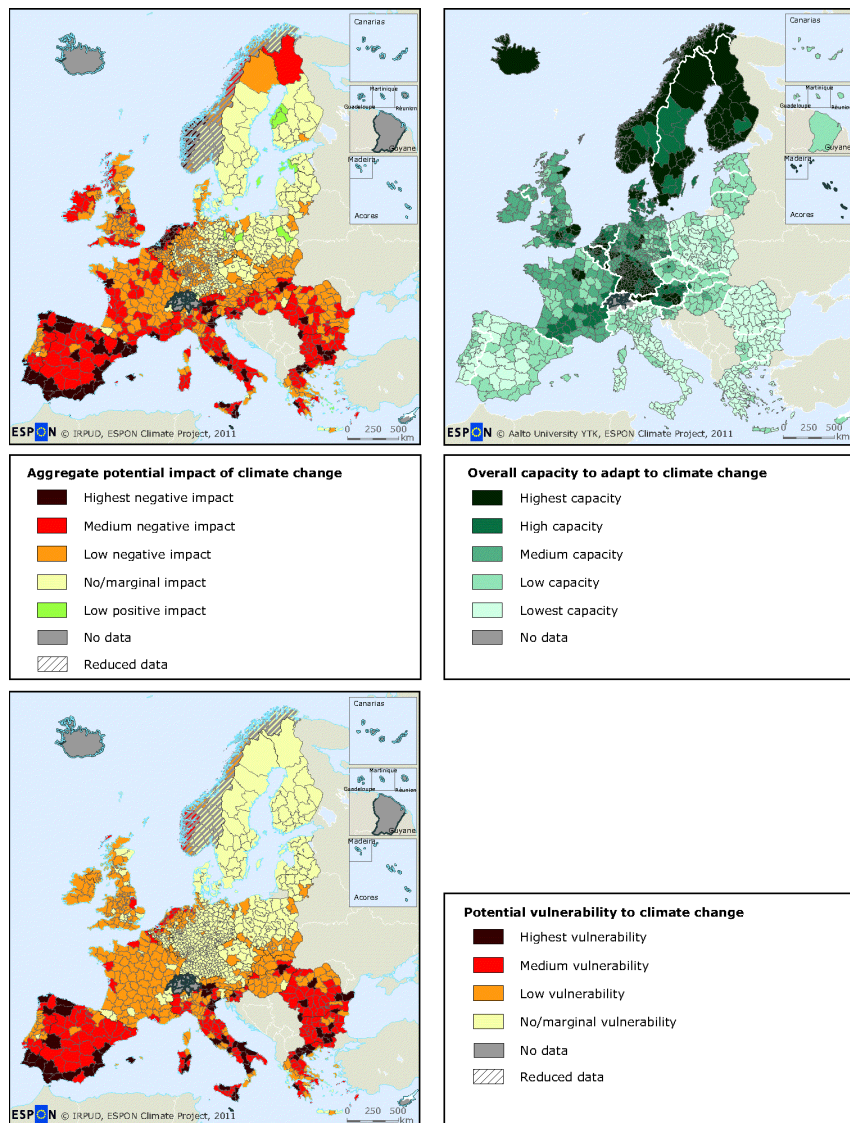 Canarias
Martinique
Guadeloupe
Réunion
Guyane
Madeira
Acores
ESPON © IRPUD, ESPON Climate Project, 2011
0 250 500
km
Canarias
Martinique
Guadeloupe
Réunion
Guyane
Madeira
Acores
ESPON © Aalto University YTK, ESPON Climate Project, 2011
0 250 500
km
Aggregate potential impact of climate change
Highest negative impact
Medium negative impact
Low negative impact
No/marginal impact
Low positive impact
No data
Reduced data
Overall capacity to adapt to climate change
Highest capacity
High capacity
Medium capacity
Low capacity
Lowest capacity
No data
Canarias
Martinique
Guadeloupe
Réunion
Guyane
Madeira
Acores
ESPON © IRPUD, ESPON Climate Project, 2011
0 250 500
km
Potential vulnerability to climate change
Highest vulnerability
Medium vulnerability
Low vulnerability
No/marginal vulnerability
No data
Reduced data